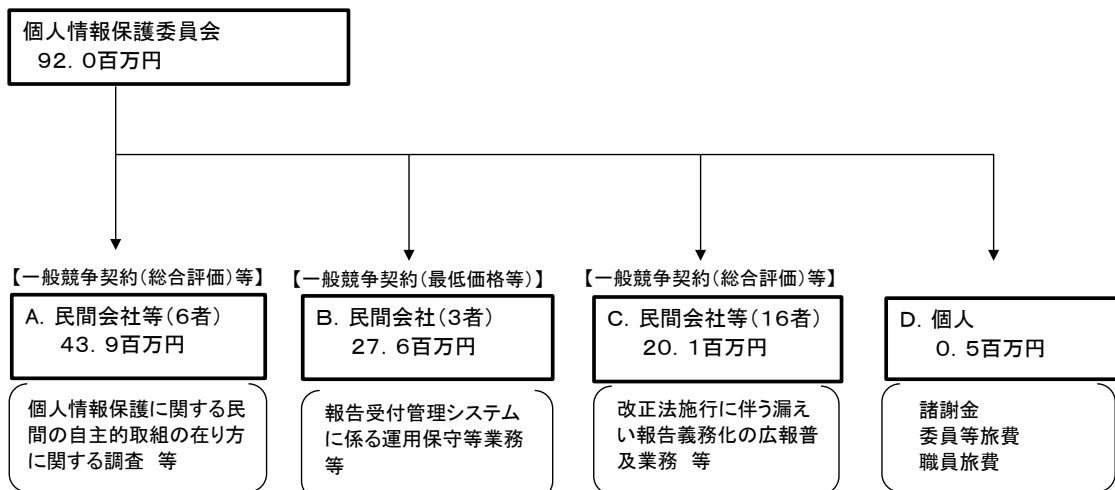 個人情報保護委員会
92.0百万円
【一般競争契約(総合評価)等】
A.民間会社等(6者)
43.9百万円
個人情報保護に関する民
間の自主的取組の在り方
に関する調査 等
【一般競争契約(最低価格等)】
B.民間会社(3者)
27.6百万円
報告受付管理システム
に係る運用保守等業務
等
【一般競争契約(総合評価)等】
C.民間会社等(16者)
20.1百万円
改正法施行に伴う漏え
い報告義務化の広報普
及業務 等
D.個人
0.5百万円
諸謝金
委員等旅費
職員旅費